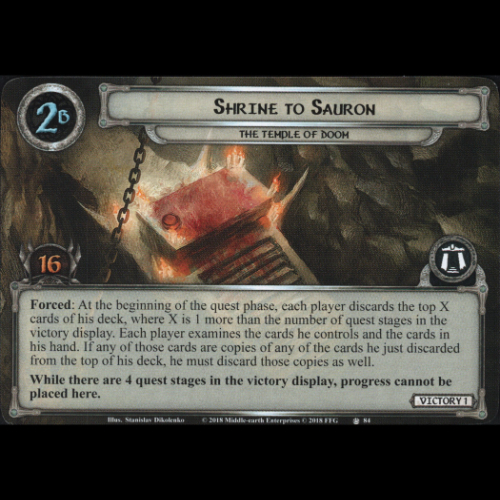 2B
SHRINE TO SAURON
THE TEMPLE OF DOOM
16
Forced: At the beginning of the quest phase, each player discards the top X
cards of his deck, where X is 1 more than the number of quest stages in the
victory display. Each player examines the cards he controls and the cards in
his hand. If any of those cards are copies of any of the cards he just discarded
from the top of his deck, he must discard those copies as well.
While there are 4 quest stages in the victory display, progress cannot be
placed here.
VICTORY 1
Illus. Stanislav Dikolenko © 2018 Middle-earth Enterprises © 2018 FFG 84